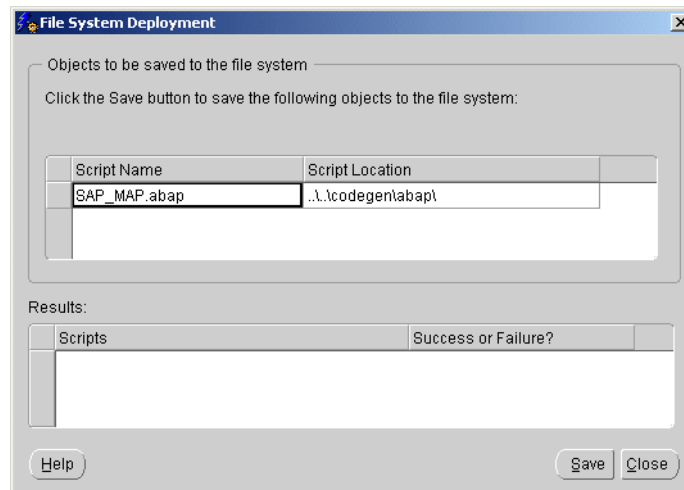 File System Deployment
Objects to be saved to the file system
Click the Save button to save the following objects to the file system:
Script Name Script Location
SAP_MAP.abap ..\..\codegen\abap\
Results:
Scripts Success or Failure?
Help Save Close